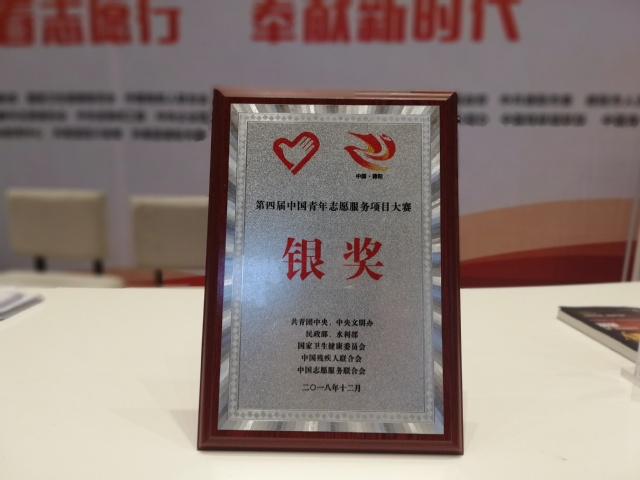 着志愿行 奉献新时代
中国·德阳
第四届中国青年志愿服务项目大赛
银奖
共青团中央、中央文明办
民政部、水利部
国家卫生健康委员会
中国残疾人联合会
中国志愿服务联合会
二〇一八年十二月